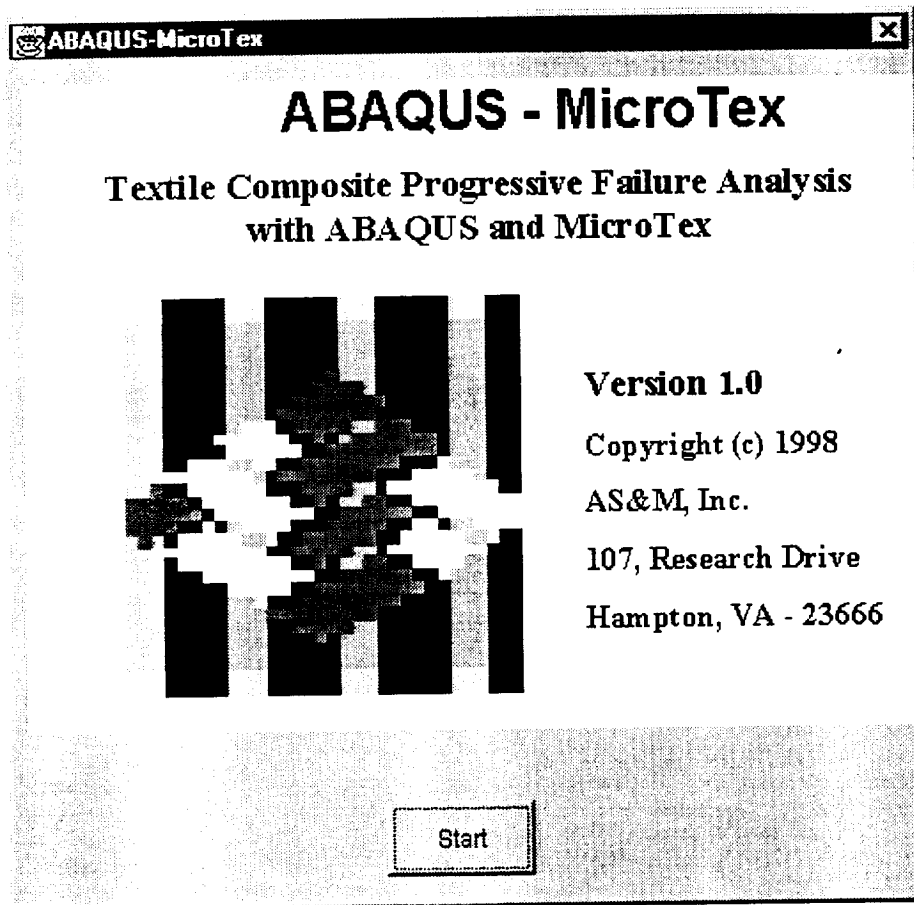 ABAQUS-MicroTex
ABAQUS - MicroTex
Textile Composite Progressive Failure Analysis
with ABAQUS and MicroTex
Version 1.0
Copyright (c) 1998
AS&M, Inc.
107, Research Drive
Hampton, VA - 23666
Start